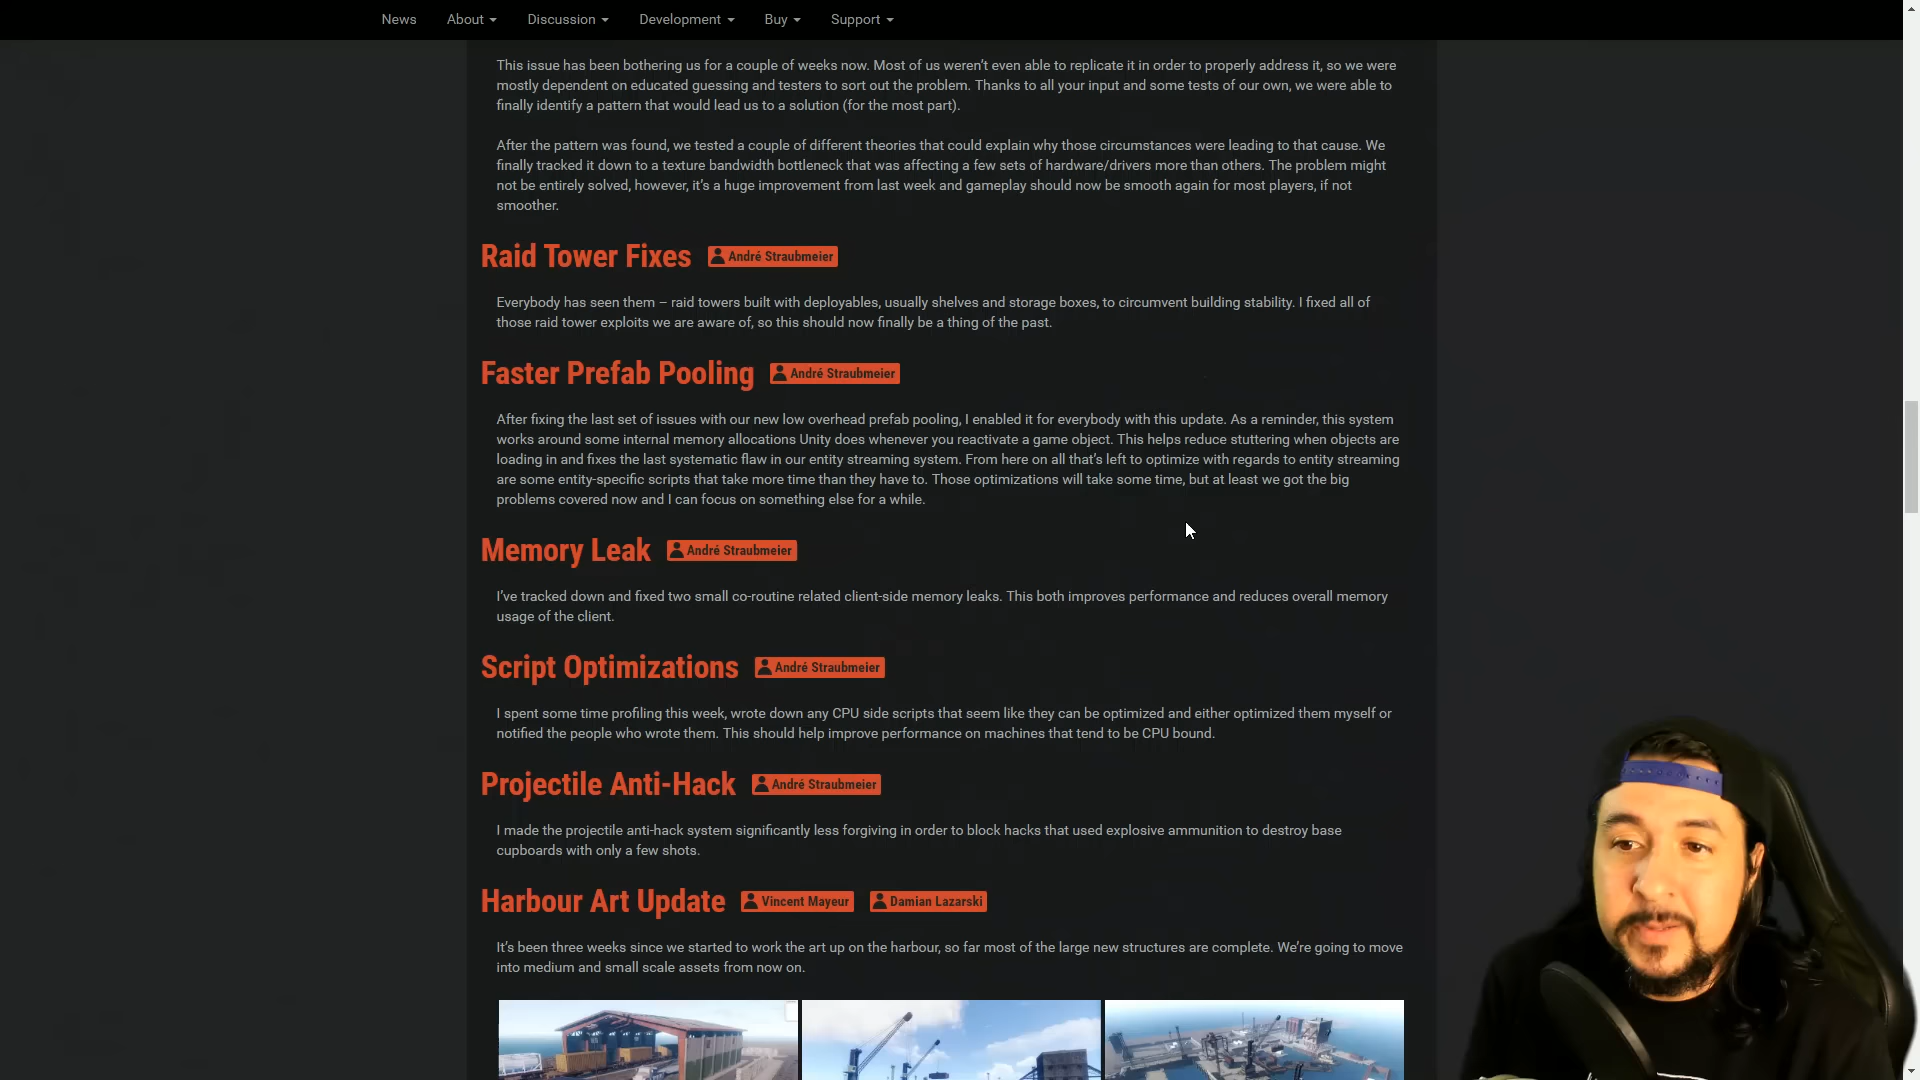 News About Discussion Development Buy Support
This issue has been bothering us for a couple of weeks now. Most of us weren’t even able to replicate it in order to properly address it, so we were
mostly dependent on educated guessing and testers to sort out the problem. Thanks to all your input and some tests of our own, we were able to
finally identify a pattern that would lead us to a solution (for the most part).
After the pattern was found, we tested a couple of different theories that could explain why those circumstances were leading to that cause. We
finally tracked it down to a texture bandwidth bottleneck that was affecting a few sets of hardware/drivers more than others. The problem might
not be entirely solved, however, it’s a huge improvement from last week and gameplay should now be smooth again for most players, if not
smoother.
Raid Tower Fixes André Straubmeier
Everybody has seen them – raid towers built with deployables, usually shelves and storage boxes, to circumvent building stability. I fixed all of
those raid tower exploits we are aware of, so this should now finally be a thing of the past.
Faster Prefab Pooling André Straubmeier
After fixing the last set of issues with our new low overhead prefab pooling, I enabled it for everybody with this update. As a reminder, this system
works around some internal memory allocations Unity does whenever you reactivate a game object. This helps reduce stuttering when objects are
loading in and fixes the last systematic flaw in our entity streaming system. From here on all that’s left to optimize with regards to entity streaming
are some entity-specific scripts that take more time than they have to. Those optimizations will take some time, but at least we got the big
problems covered now and I can focus on something else for a while.
Memory Leak André Straubmeier
I’ve tracked down and fixed two small co-routine related client-side memory leaks. This both improves performance and reduces overall memory
usage of the client.
Script Optimizations André Straubmeier
I spent some time profiling this week, wrote down any CPU side scripts that seem like they can be optimized and either optimized them myself or
notified the people who wrote them. This should help improve performance on machines that tend to be CPU bound.
Projectile Anti-Hack André Straubmeier
I made the projectile anti-hack system significantly less forgiving in order to block hacks that used explosive ammunition to destroy base
cupboards with only a few shots.
Harbour Art Update Vincent Mayeur Damian Lazarski
It’s been three weeks since we started to work the art up on the harbour, so far most of the large new structures are complete. We’re going to move
into medium and small scale assets from now on.